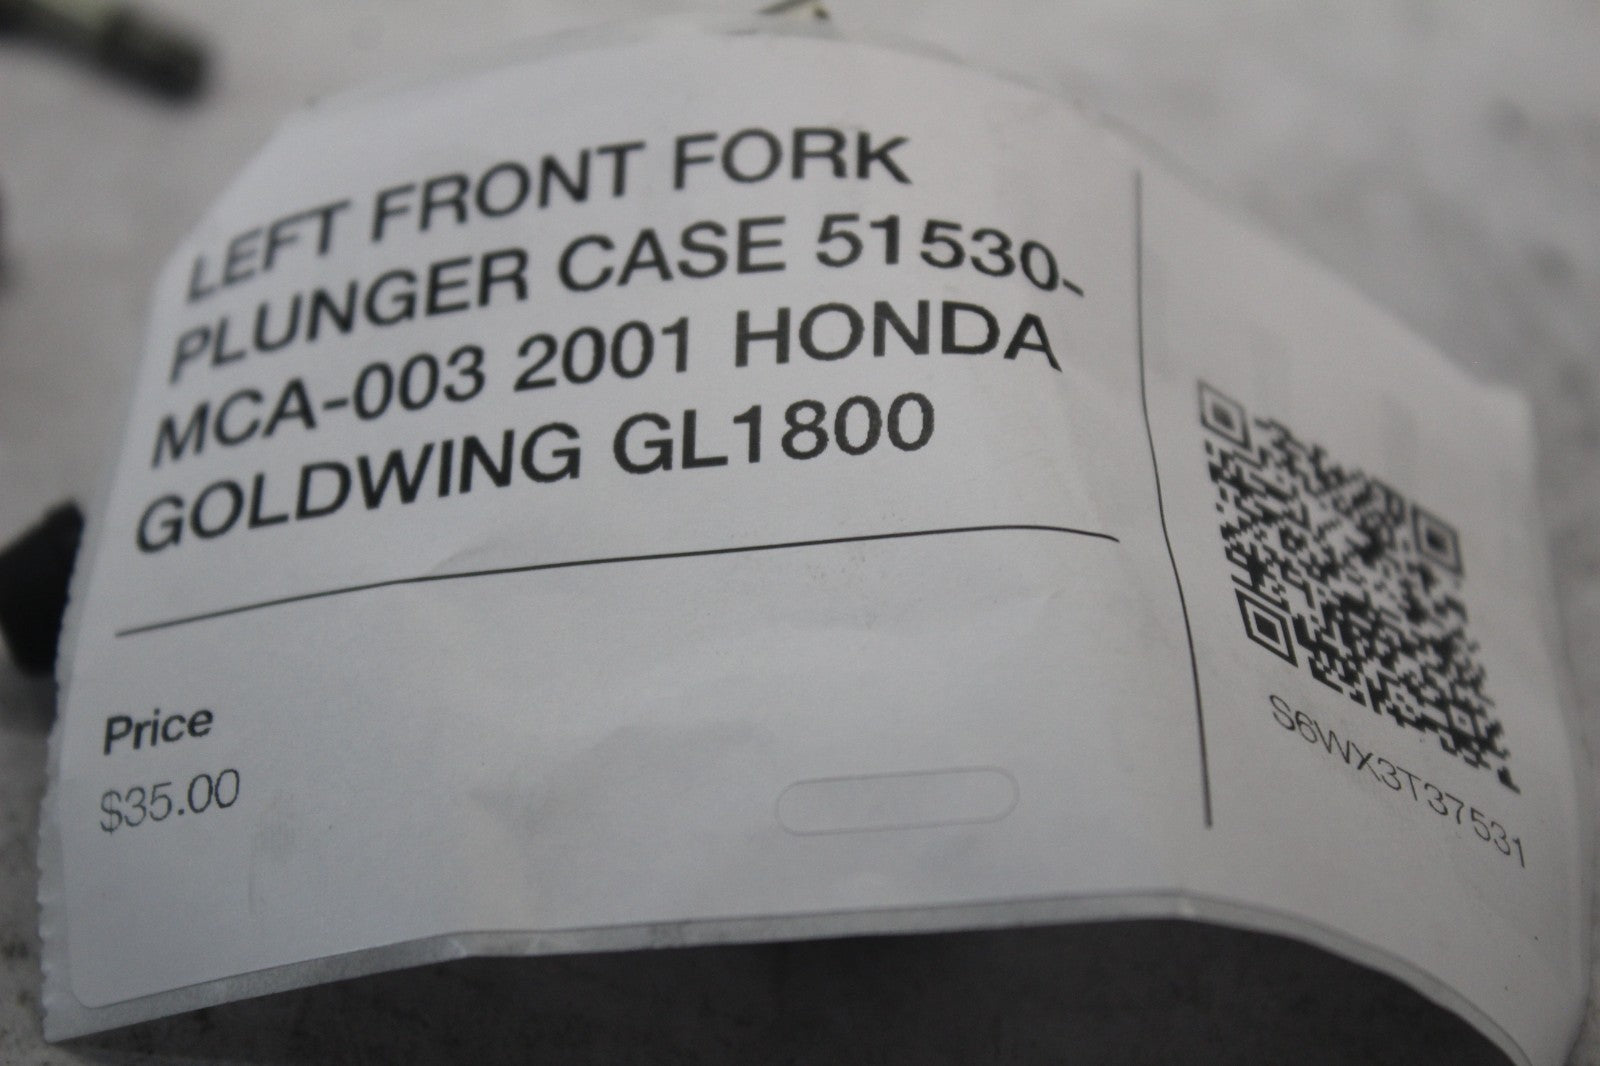 LEFT FRONT FORK
PLUNGER CASE 51530-
MCA-003 2001 HONDA
GOLDWING GL1800
Price
$35.00
S6WX3T37531